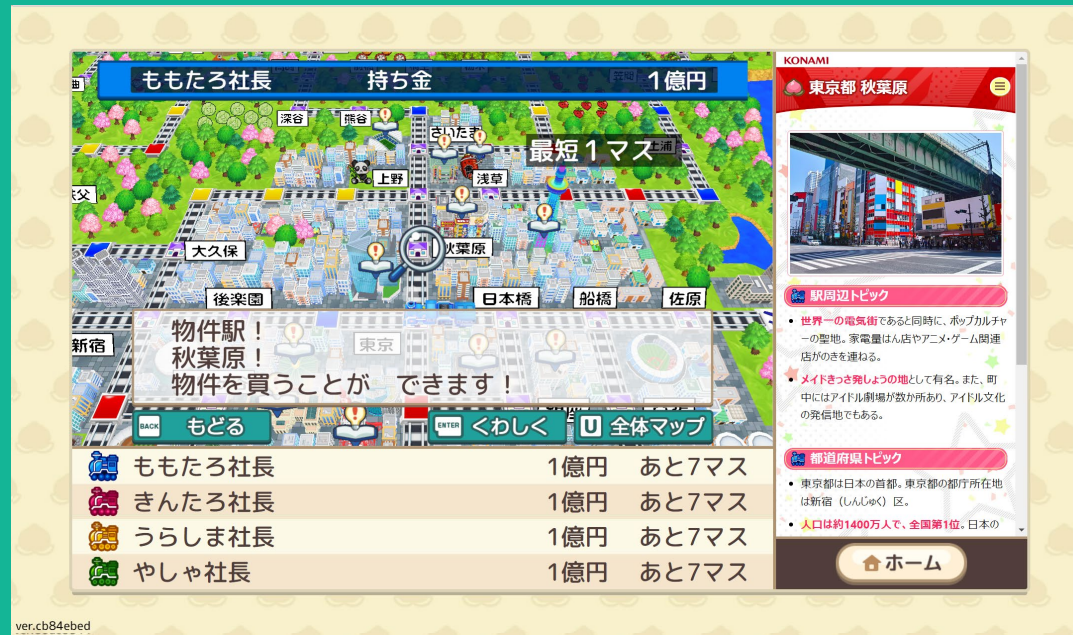 ももたろ社長 持ち金 1億円
深谷
熊谷
さいたま
最短1マス
土浦
上野
浅草
秩父
大久保
秋葉原
後楽園
日本橋
船橋
佐原
新宿
東京
物件駅！
秋葉原！
物件を買うことが できます！
BACK もどる
ENTER くわしく
U 全体マップ
ももたろ社長 1億円 あと7マス
きんたろ社長 1億円 あと7マス
うらしま社長 1億円 あと7マス
やしゃ社長 1億円 あと7マス
KONAMI
東京都 秋葉原
駅周辺トピック
世界一の電気街であると同時に、ポップカルチャ
ーの聖地。家電量はん店やアニメ・ゲーム関連
店がのきを連ねる。
メイドきっさ発しょうの地として有名。また、町
中にはアイドル劇場が数か所あり、アイドル文化
の発信地でもある。
都道府県トピック
東京都は日本の首都。東京都の都庁所在地
は新宿（しんじゅく）区。
人口は約1400万人で、全国第1位。日本の
ホーム
ver.cb84ebed